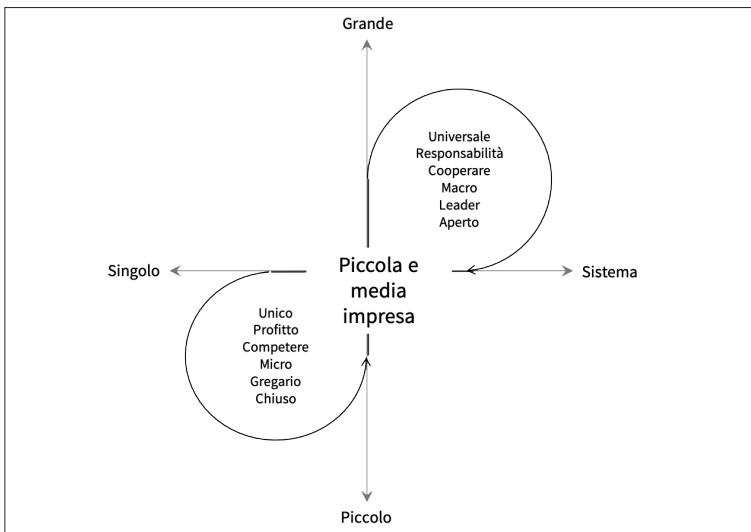 Grande
Universale
Responsabilità
Cooperare
Macro
Leader
Aperto
Singolo
Piccola e
media
impresa
Sistema
Unico
Profitto
Competere
Micro
Gregario
Chiuso
Piccolo